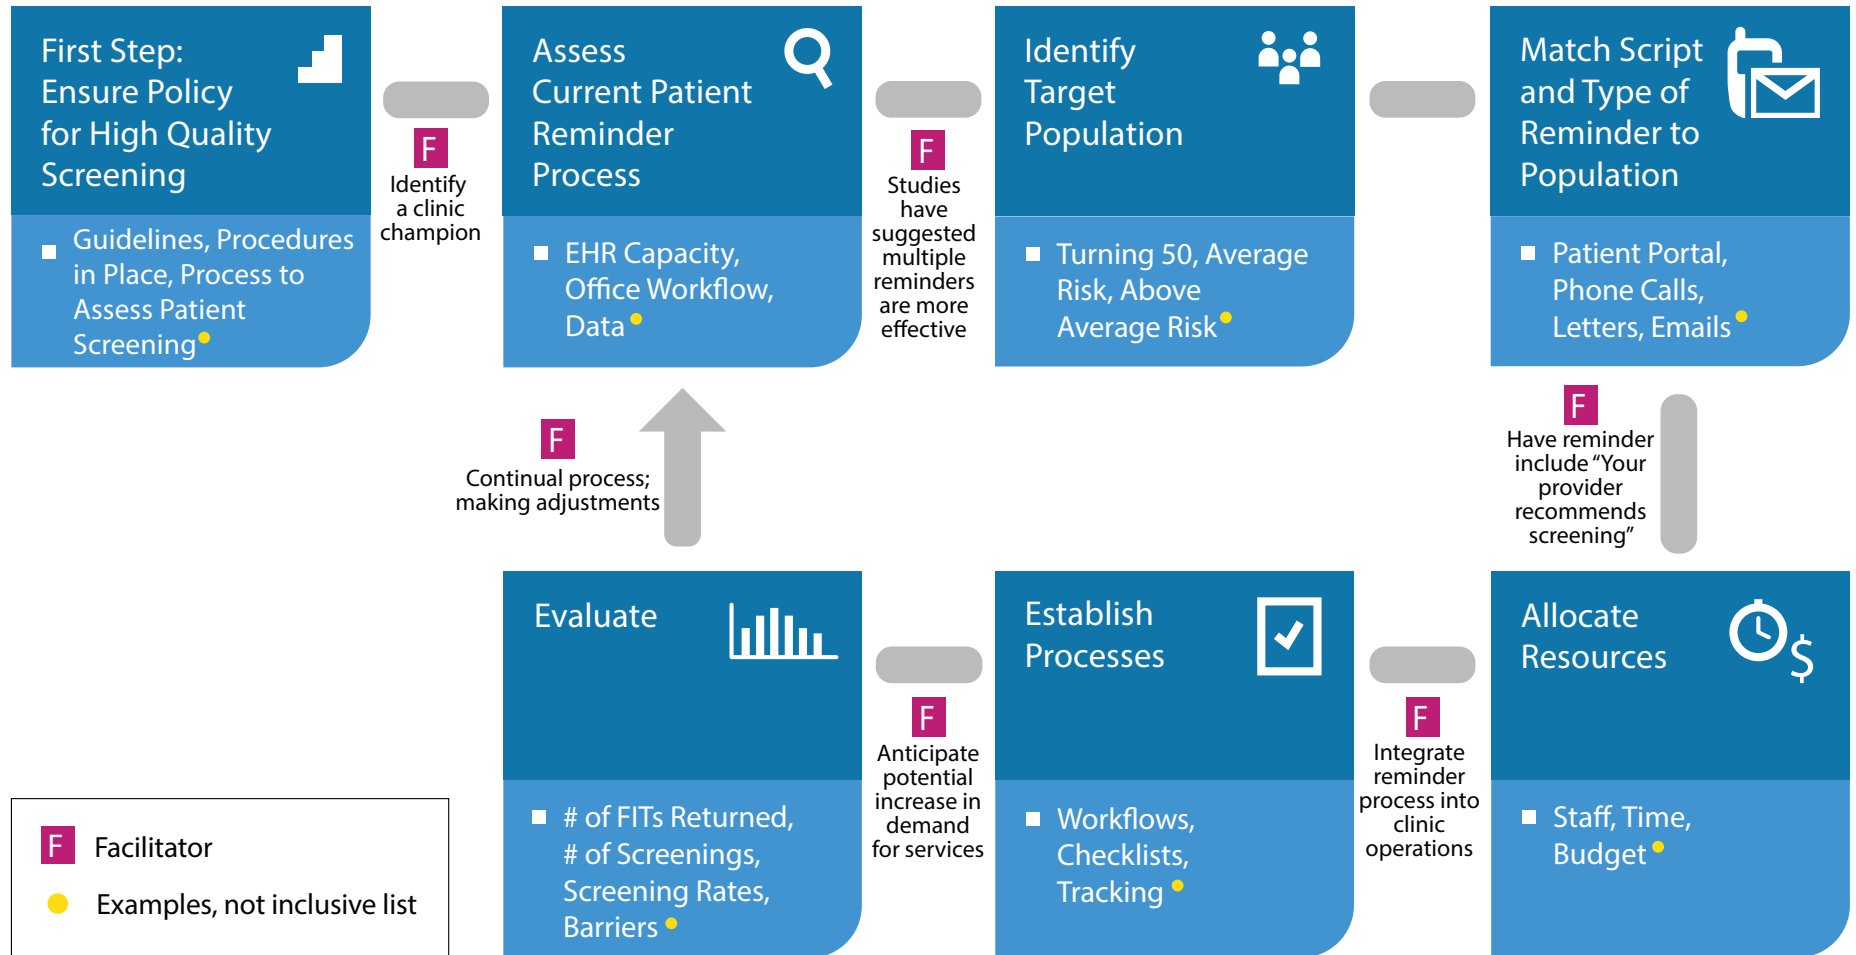 First Step:
Ensure Policy
for High Quality
Screening
Guidelines, Procedures
in Place, Process to
Assess Patient
Screening
F
Identify
a clinic
champion
Assess
Current Patient
Reminder
Process
EHR Capacity,
Office Workflow,
Data
F
Studies
have
suggested
multiple
reminders
are more
effective
Identify
Target
Population
Turning 50, Average
Risk, Above
Average Risk
Match Script
and Type of
Reminder to
Population
Patient Portal,
Phone Calls,
Letters, Emails
F
Have reminder
include “Your
provider
recommends
screening”
Allocate
Resources
$
Staff, Time,
Budget
F
Integrate
reminder
process into
clinic
operations
Establish
Processes
Workflows,
Checklists,
Tracking
F
Anticipate
potential
increase in
demand
for services
Evaluate
# of FITs Returned,
# of Screenings,
Screening Rates,
Barriers
F
Continual process;
making adjustments
F Facilitator
Examples, not inclusive list